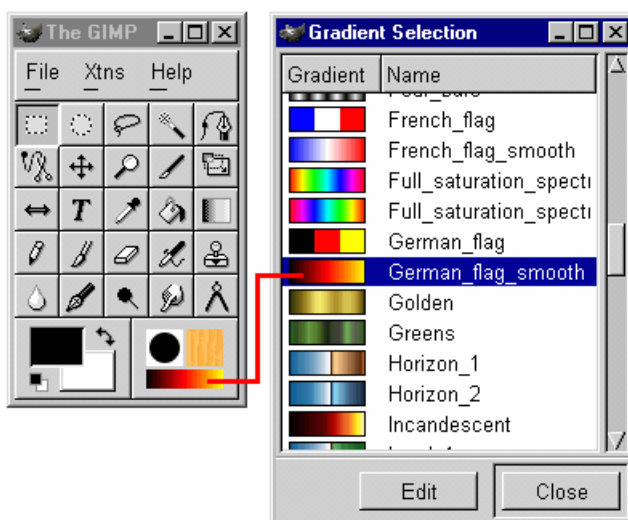 The GIMP
File Xtns Help
Gradient Selection
Gradient Name
French_flag
French_flag_smooth
Full_saturation_spectr
Full_saturation_spectr
German_flag
German_flag_smooth
Golden
Greens
Horizon_1
Horizon_2
Incandescent
Edit Close